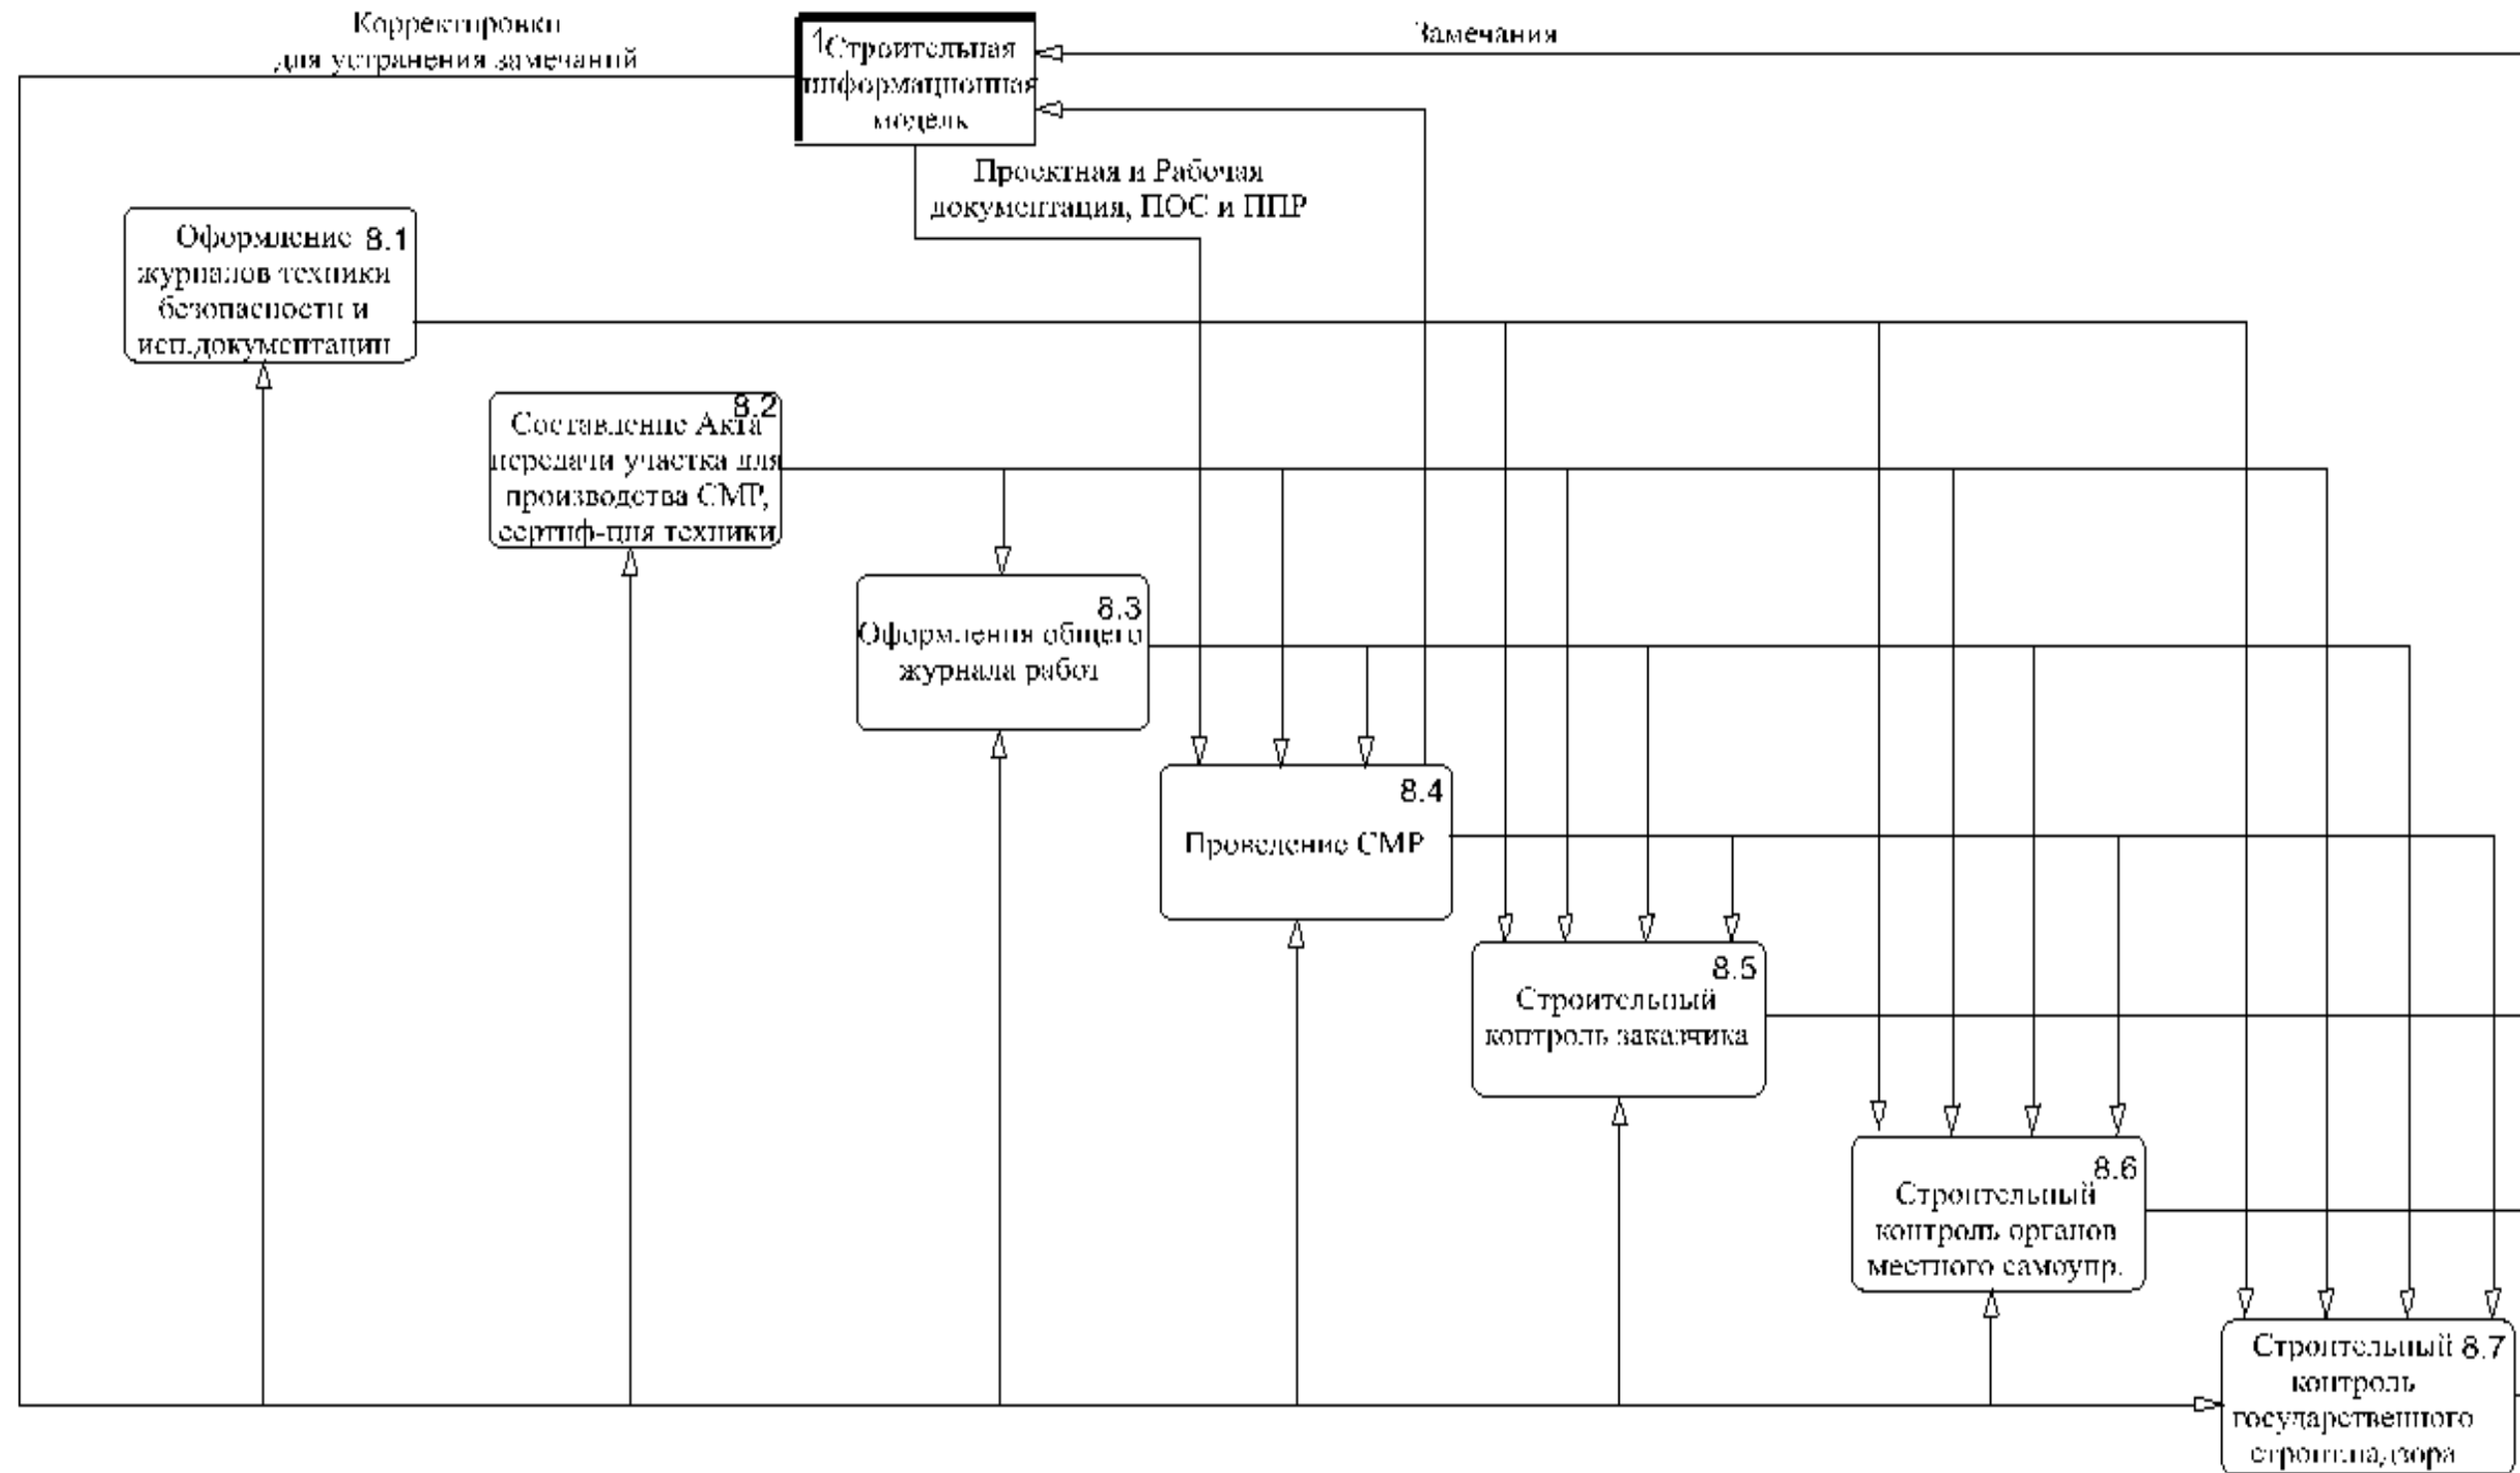 Корректировки
для устранения замечаний
Замечания
1
Строительная
информационная
модель
Проектная и Рабочая
документация, ПОС и ППР
Оформление 8.1
журналов техники
безопасности и
исп.документации
8.2
Составление Акта
передачи участка для
производства СМР,
сертиф-ция техники
8.3
Оформления общего
журнала работ
8.4
Проведение СМР
8.5
Строительный
контроль заказчика
8.6
Строительный
контроль органов
местного самоупр.
Строительный 8.7
контроль
государственного
стройнадзора